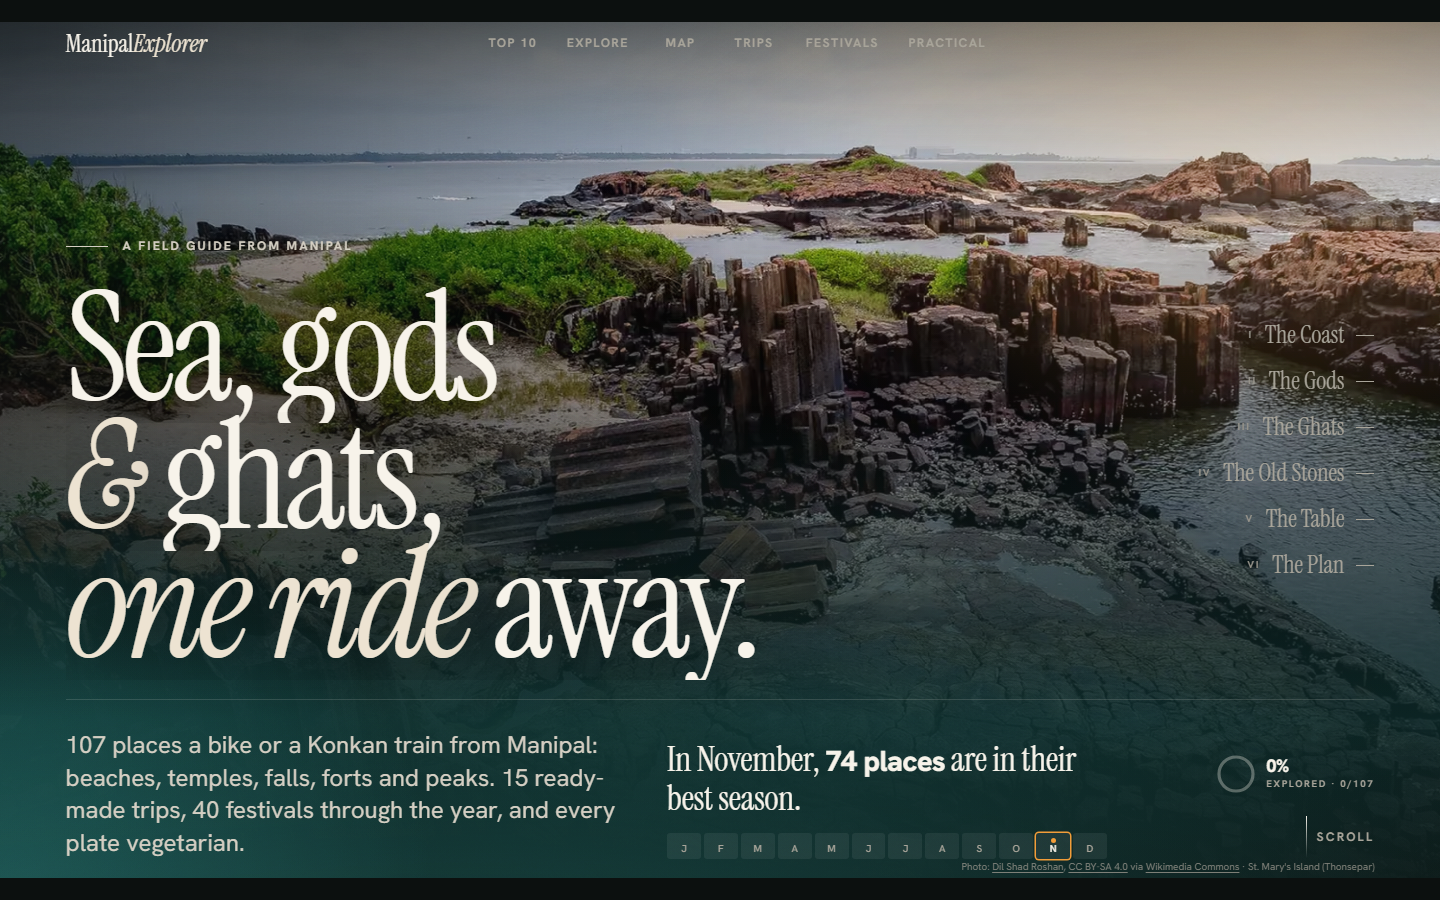 ManipalExplorer
TOP 10 EXPLORE MAP TRIPS FESTIVALS PRACTICAL
A FIELD GUIDE FROM MANIPAL
Sea, gods
& ghats,
one ride away.
I The Coast
II The Gods
III The Ghats
IV The Old Stones
V The Table
VI The Plan
107 places a bike or a Konkan train from Manipal:
beaches, temples, falls, forts and peaks. 15 ready-
made trips, 40 festivals through the year, and every
plate vegetarian.
In November, 74 places are in their
best season.
J F M A M J J A S O N D
0%
EXPLORED · 0/107
SCROLL
Photo: Dil Shad Roshan, CC BY-SA 4.0 via Wikimedia Commons · St. Mary's Island (Thonsepar)